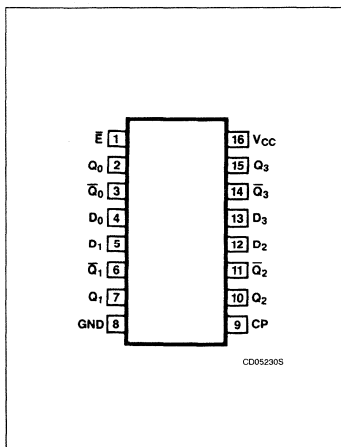 E̅ 1 16 VCC
Q0 2 15 Q3
Q̅0 3 14 Q̅3
D0 4 13 D3
D1 5 12 D2
Q̅1 6 11 Q̅2
Q1 7 10 Q2
GND 8 9 CP
CD05230S